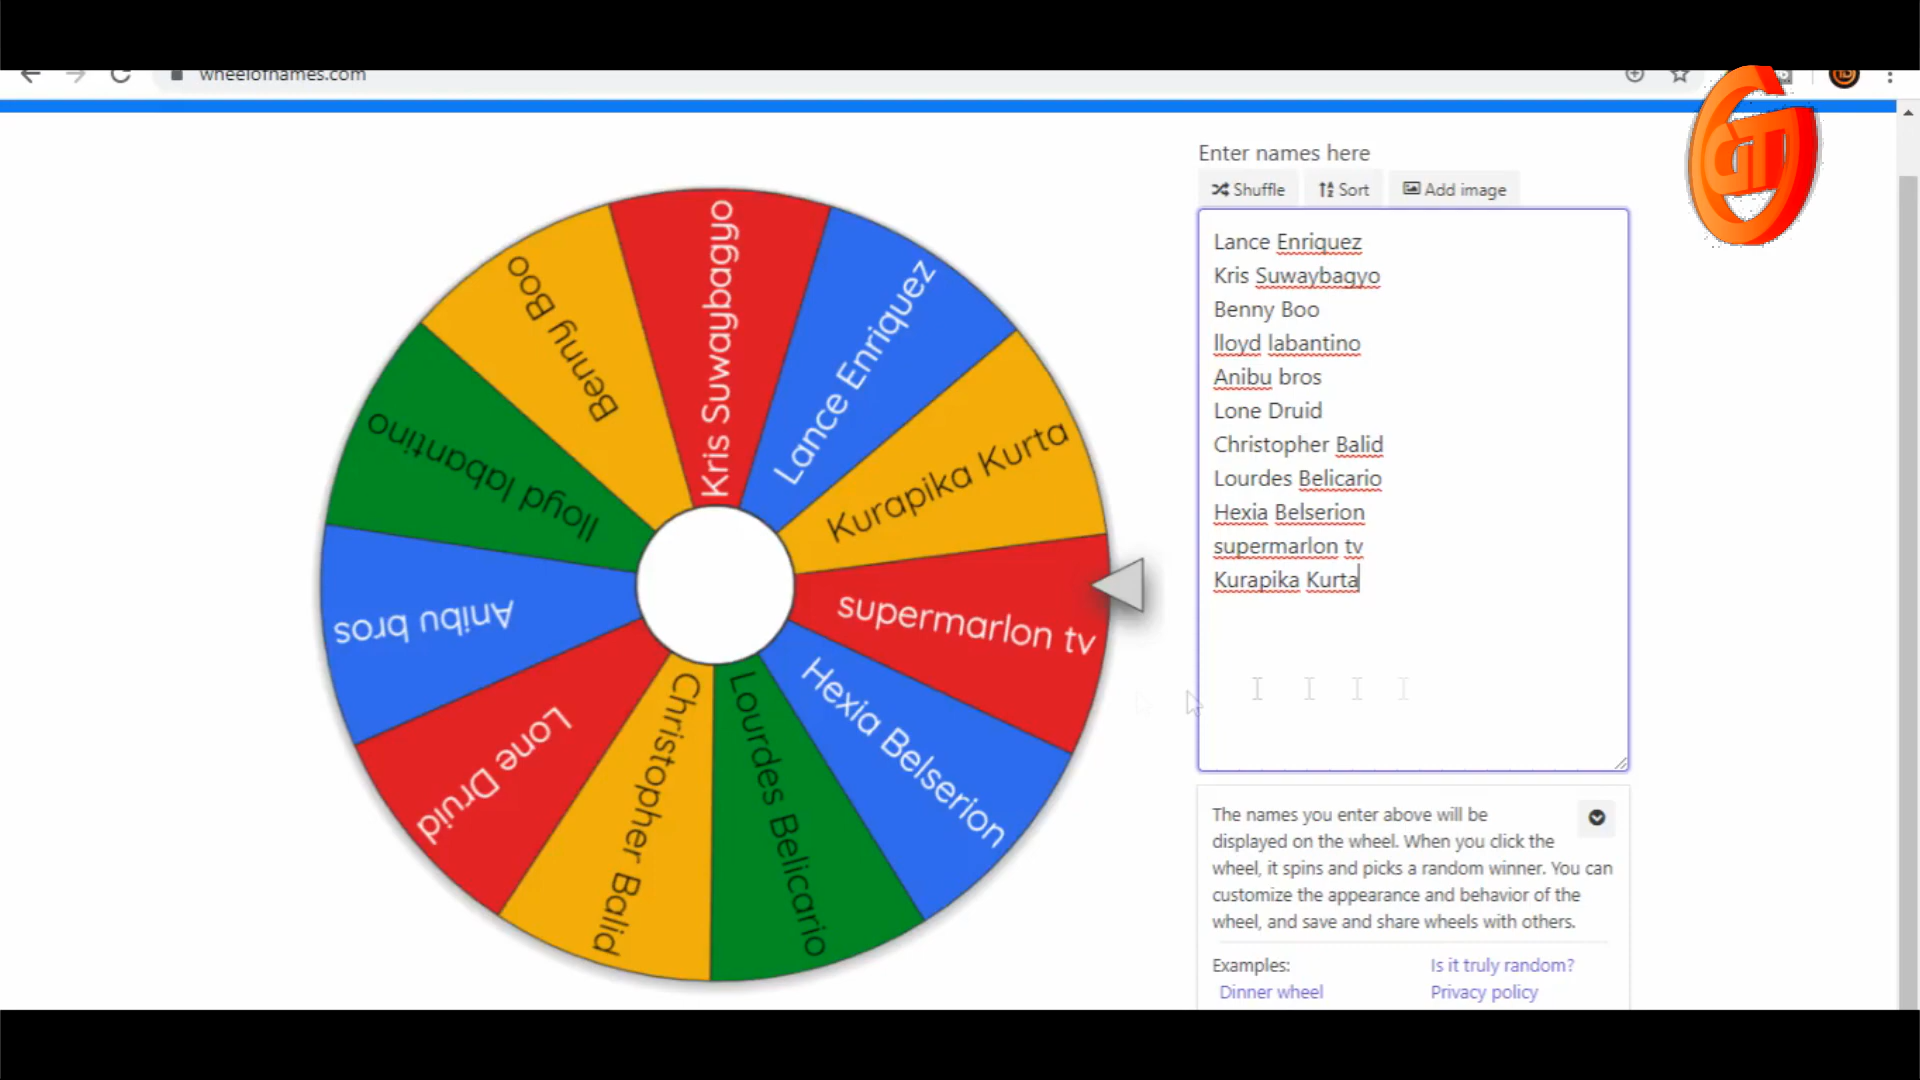 wheelofnames.com
Enter names here
Shuffle
Sort
Add image
Lance Enriquez
Kris Suwaybagyo
Benny Boo
lloyd labantino
Anibu bros
Lone Druid
Christopher Balid
Lourdes Belicario
Hexia Belserion
supermarlon tv
Kurapika Kurta
Kris Suwaybagyo
Lance Enriquez
Kurapika Kurta
supermarlon tv
Hexia Belserion
Lourdes Belicario
Christopher Balid
Lone Druid
Anibu bros
lloyd labantino
Benny Boo
The names you enter above will be
displayed on the wheel. When you click the
wheel, it spins and picks a random winner. You can
customize the appearance and behavior of the
wheel, and save and share wheels with others.
Examples:
Is it truly random?
Dinner wheel
Privacy policy